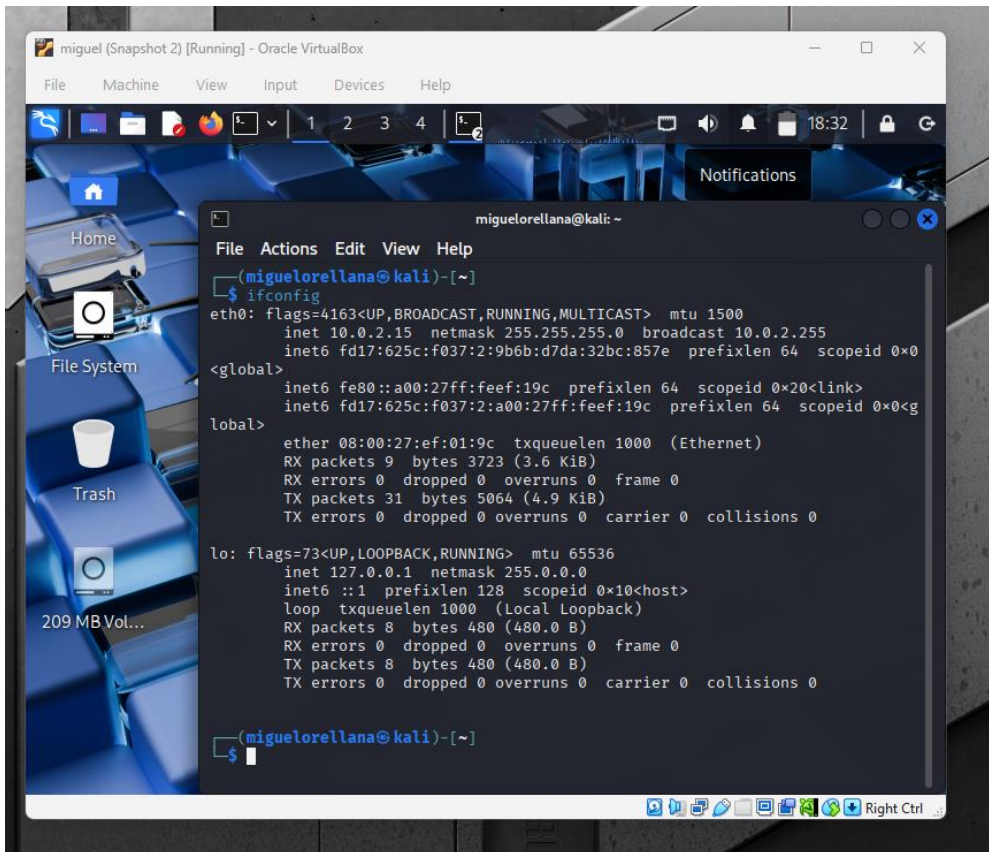 miguel (Snapshot 2) [Running] - Oracle VirtualBox
File Machine View Input Devices Help
1 2 3 4 2 18:32
Notifications
Home
File System
Trash
209 MB Vol...
miguelorellana@kali: ~
File Actions Edit View Help
(miguelorellana㉿kali)-[~]
$ ifconfig
eth0: flags=4163<UP,BROADCAST,RUNNING,MULTICAST> mtu 1500
inet 10.0.2.15 netmask 255.255.255.0 broadcast 10.0.2.255
inet6 fd17:625c:f037:2:9b6b:d7da:32bc:857e prefixlen 64 scopeid 0×0
<global>
inet6 fe80::a00:27ff:feef:19c prefixlen 64 scopeid 0×20<link>
inet6 fd17:625c:f037:2:a00:27ff:feef:19c prefixlen 64 scopeid 0×0<g
lobal>
ether 08:00:27:ef:01:9c txqueuelen 1000 (Ethernet)
RX packets 9 bytes 3723 (3.6 KiB)
RX errors 0 dropped 0 overruns 0 frame 0
TX packets 31 bytes 5064 (4.9 KiB)
TX errors 0 dropped 0 overruns 0 carrier 0 collisions 0
lo: flags=73<UP,LOOPBACK,RUNNING> mtu 65536
inet 127.0.0.1 netmask 255.0.0.0
inet6 ::1 prefixlen 128 scopeid 0×10<host>
loop txqueuelen 1000 (Local Loopback)
RX packets 8 bytes 480 (480.0 B)
RX errors 0 dropped 0 overruns 0 frame 0
TX packets 8 bytes 480 (480.0 B)
TX errors 0 dropped 0 overruns 0 carrier 0 collisions 0
(miguelorellana㉿kali)-[~]
$
Right Ctrl